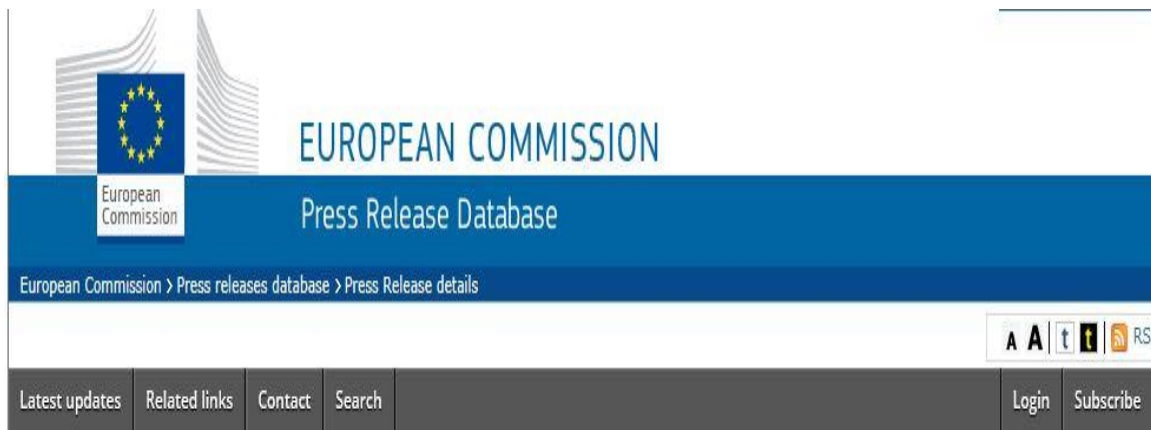 EUROPEAN COMMISSION
European
Commission
Press Release Database
European Commission > Press releases database > Press Release details
A A t t RS
Latest updates Related links Contact Search Login Subscribe